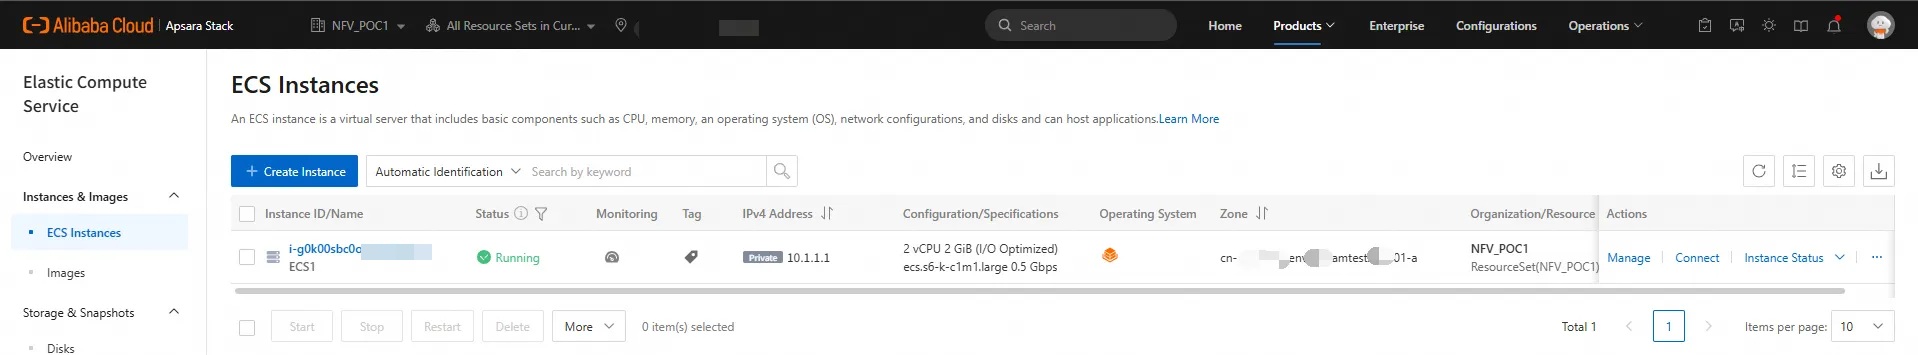 Alibaba Cloud Apsara Stack NFV_POC1 All Resource Sets in Cur... Search Home Products Enterprise Configurations Operations
Elastic Compute
Service
Overview
Instances & Images
ECS Instances
Images
Storage & Snapshots
Disks
ECS Instances
An ECS instance is a virtual server that includes basic components such as CPU, memory, an operating system (OS), network configurations, and disks and can host applications.Learn More
+ Create Instance Automatic Identification Search by keyword
Instance ID/Name Status Monitoring Tag IPv4 Address Configuration/Specifications Operating System Zone Organization/Resource Actions
i-g0k00sbc0 Running Private 10.1.1.1 2 vCPU 2 GiB (I/O Optimized) cn- env amtest 01-a NFV_POC1 Manage Connect Instance Status ...
ECS1 ecs.s6-k-c1m1.large 0.5 Gbps ResourceSet(NFV_POC1)
Start Stop Restart Delete More 0 item(s) selected Total 1 < 1 > Items per page: 10